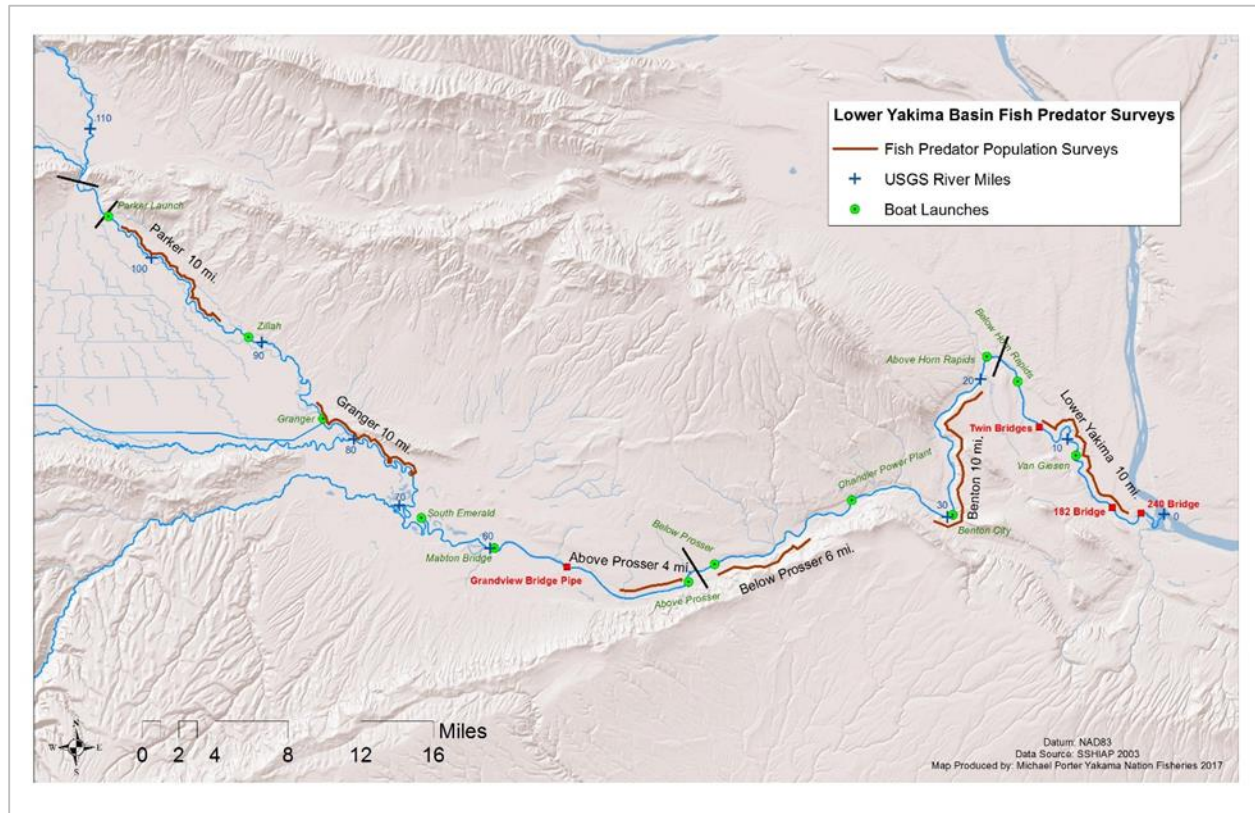 Lower Yakima Basin Fish Predator Surveys
Fish Predator Population Surveys
USGS River Miles
Boat Launches
110
Parker Launch
Parker 10 mi.
100
Zillah
90
Granger
Granger 10 mi.
80
70
South Emerald
Mabton Bridge
60
Grandview Bridge Pipe
Above Prosser 4 mi.
Below Prosser
Above Prosser
Below Prosser 6 mi.
Chandler Power Plant
30
Benton City
Benton 10 mi.
20
Above Horn Rapids
Below Horn Rapids
Twin Bridges
Lower Yakima 10 mi.
10
Van Giesen
182 Bridge
240 Bridge
0
N
W E
S
0 2 4 8 12 16 Miles
Datum: NAD83
Data Source: SSHIAP 2003
Map Produced by: Michael Porter Yakama Nation Fisheries 2017